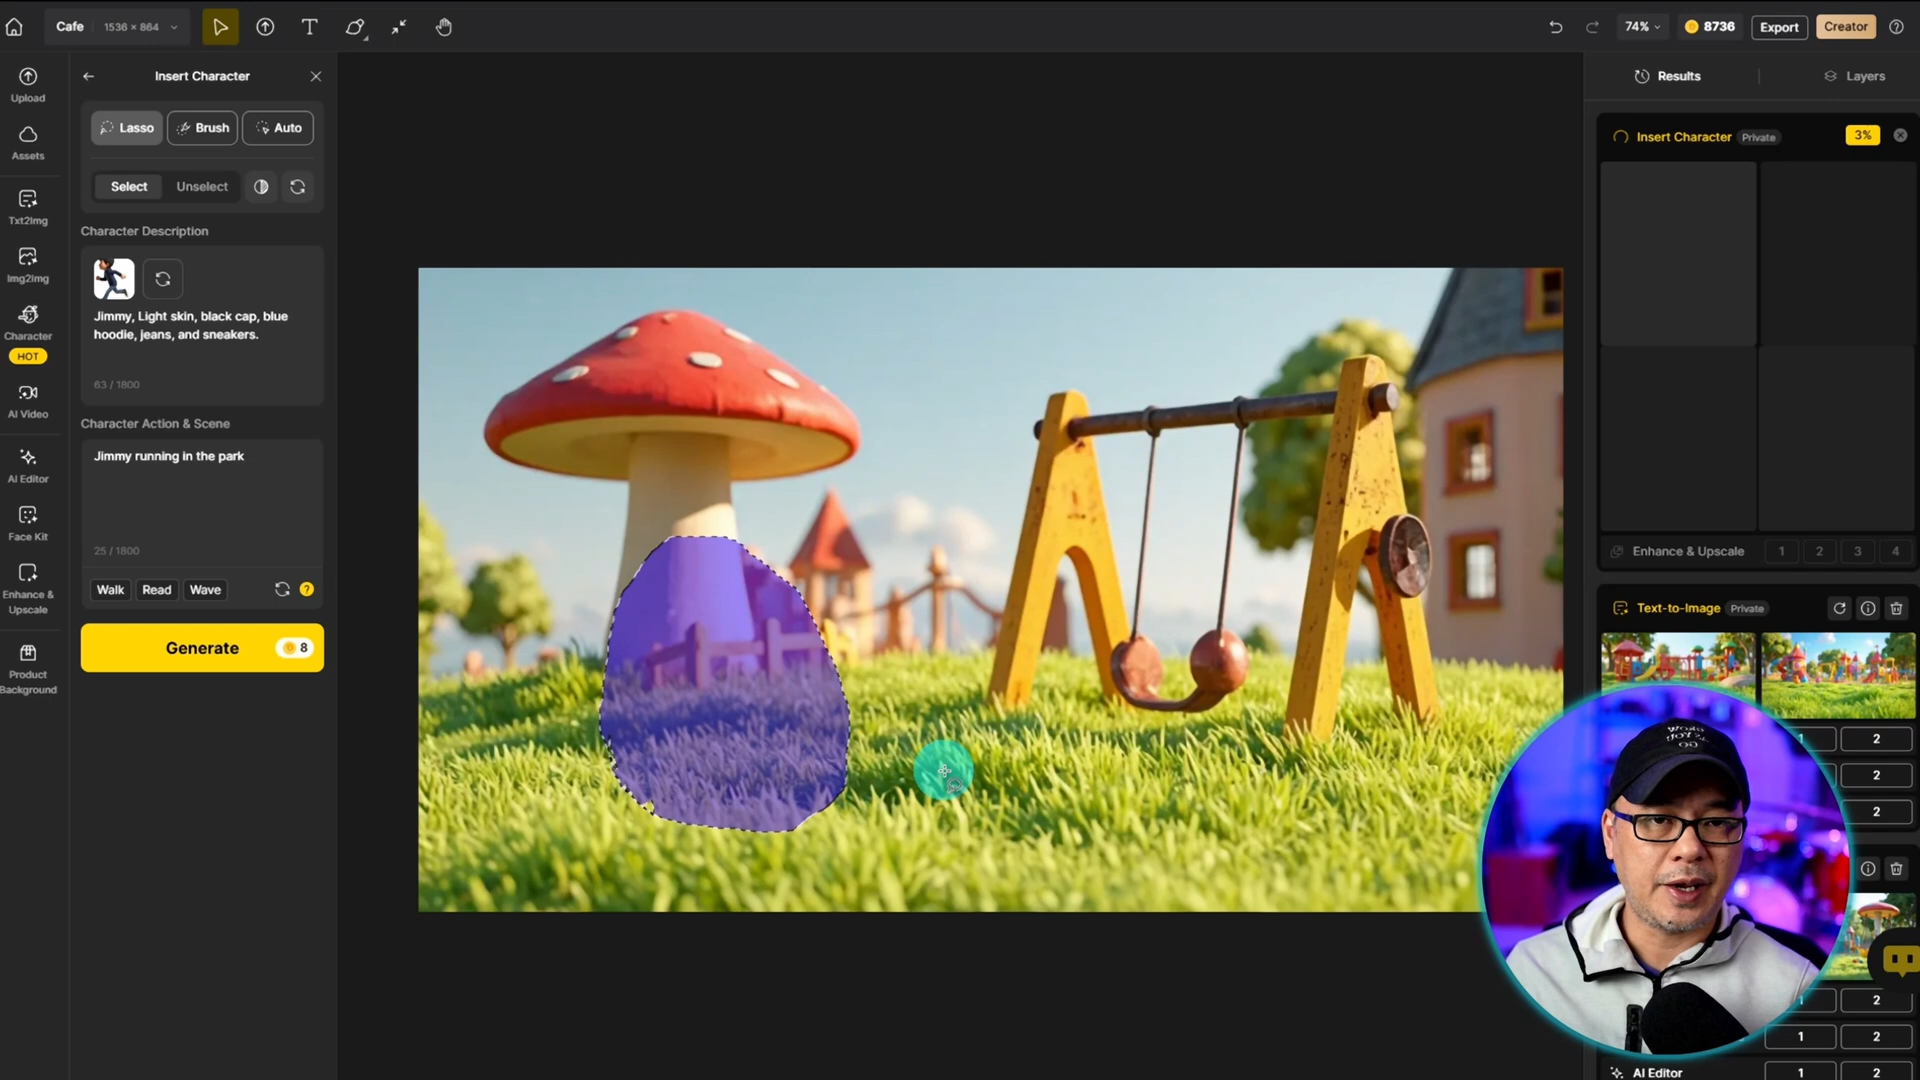 Cafe 1536 × 864
74% 8736 Export Creator
Upload
Assets
Txt2Img
Img2Img
Character
HOT
AI Video
AI Editor
Face Kit
Enhance &
Upscale
Product
Background
Insert Character
Lasso Brush Auto
Select Unselect
Character Description
Jimmy, Light skin, black cap, blue
hoodie, jeans, and sneakers.
63 / 1800
Character Action & Scene
Jimmy running in the park
25 / 1800
Walk Read Wave ?
Generate 8
Results Layers
Insert Character Private 3%
Enhance & Upscale 1 2 3 4
Text-to-Image Private
1 2
2
2
1 2
1 2
AI Editor 1 2